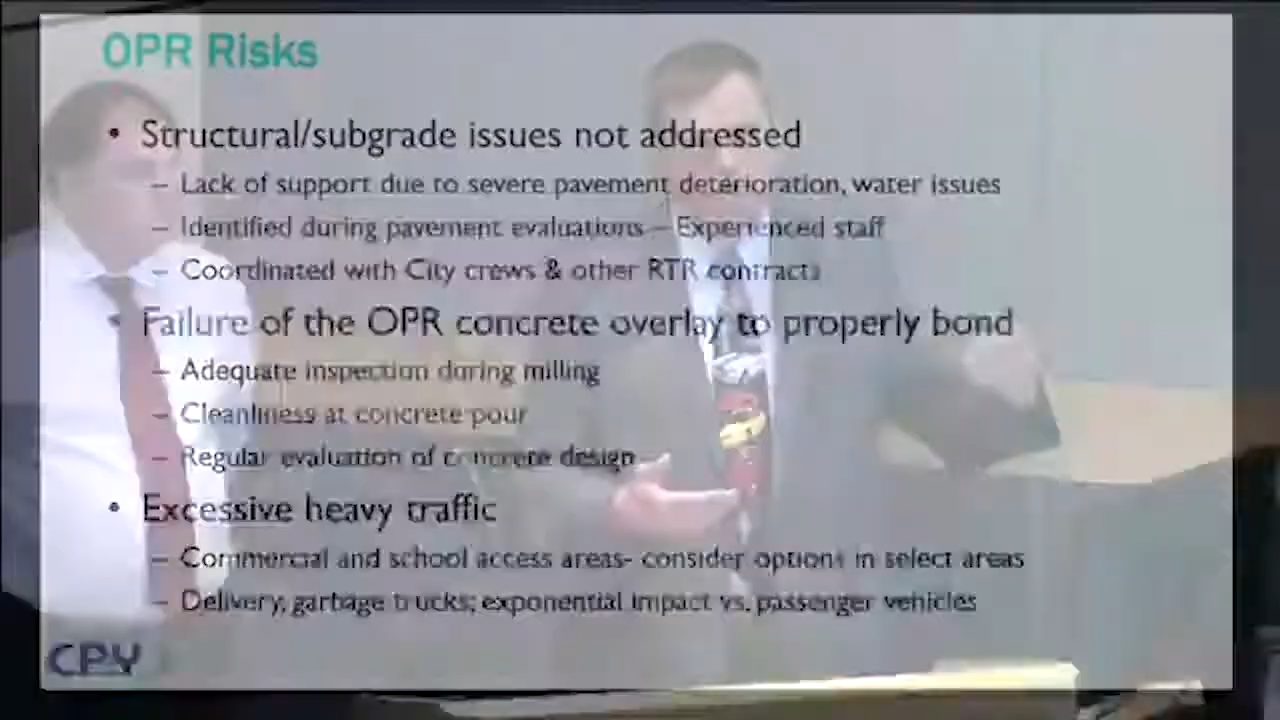 OPR Risks
• Structural/subgrade issues not addressed
– Lack of support due to severe pavement deterioration, water issues
– Identified during pavement evaluations – Experienced staff
– Coordinated with City crews & other RTR contracts
• Failure of the OPR concrete overlay to properly bond
– Adequate inspection during milling
– Cleanliness at concrete pour
– Regular evaluation of concrete design
• Excessive heavy traffic
– Commercial and school access areas- consider options in select areas
– Delivery, garbage trucks; exponential impact vs. passenger vehicles
CPY